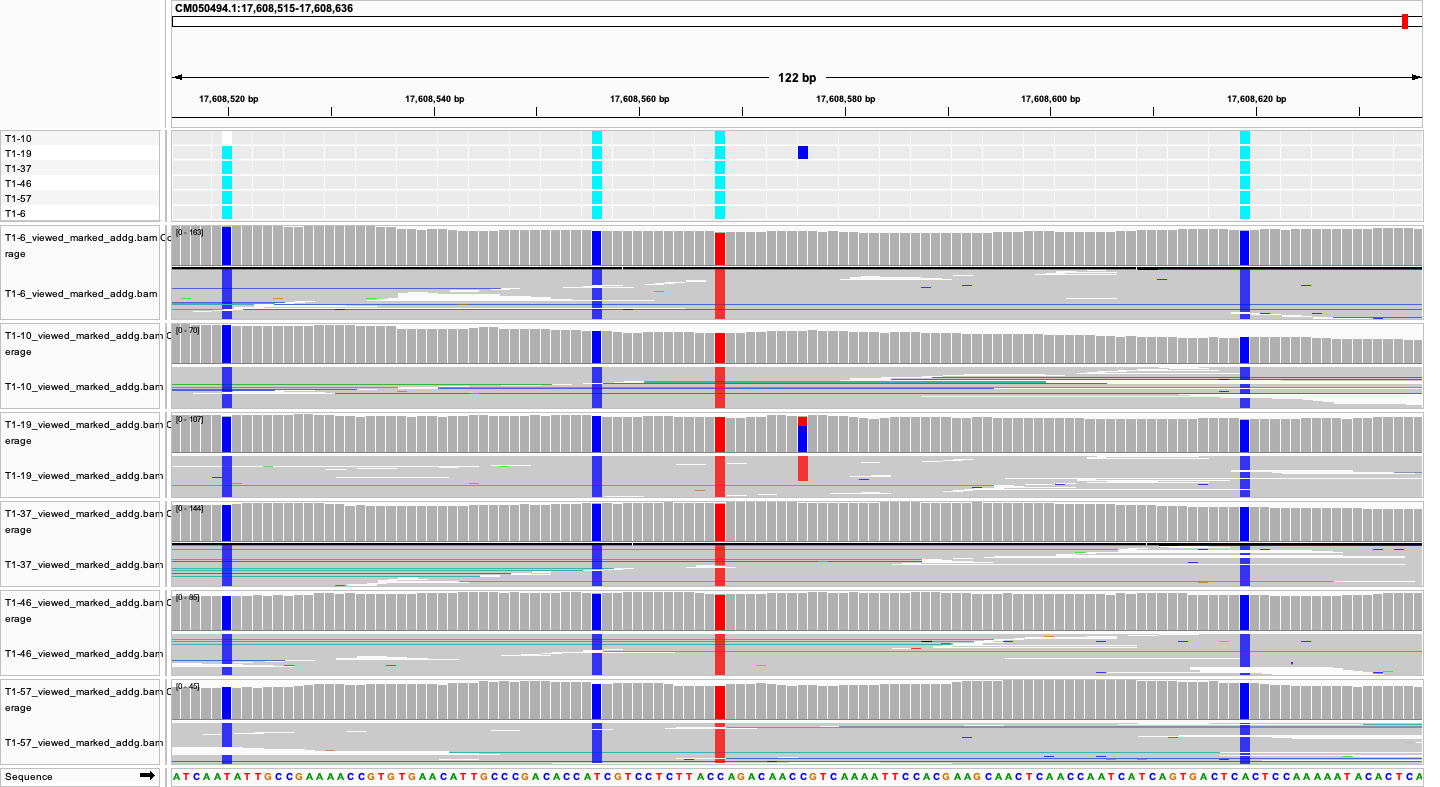 CM050494.1:17,608,515-17,608,636
122 bp
17,608,520 bp 17,608,540 bp 17,608,560 bp 17,608,580 bp 17,608,600 bp 17,608,620 bp
T1-10
T1-19
T1-37
T1-46
T1-57
T1-6
T1-6_viewed_marked_addg.bam Co
rage
[0 - 163]
T1-6_viewed_marked_addg.bam
T1-10_viewed_marked_addg.bam C
erage
[0 - 70]
T1-10_viewed_marked_addg.bam
T1-19_viewed_marked_addg.bam C
erage
[0 - 107]
T1-19_viewed_marked_addg.bam
T1-37_viewed_marked_addg.bam C
erage
[0 - 144]
T1-37_viewed_marked_addg.bam
T1-46_viewed_marked_addg.bam C
erage
[0 - 85]
T1-46_viewed_marked_addg.bam
T1-57_viewed_marked_addg.bam C
erage
[0 - 45]
T1-57_viewed_marked_addg.bam
Sequence
ATCAATATTGCCGAAAACCGTGTGAACATTGCCCGACACCATCGTCCTCTTACCAGACAACCGTCAAAATTCCACGAAGCAACTCAACCAATCATCAGTGACTCACTCCAAAAATACACTCA